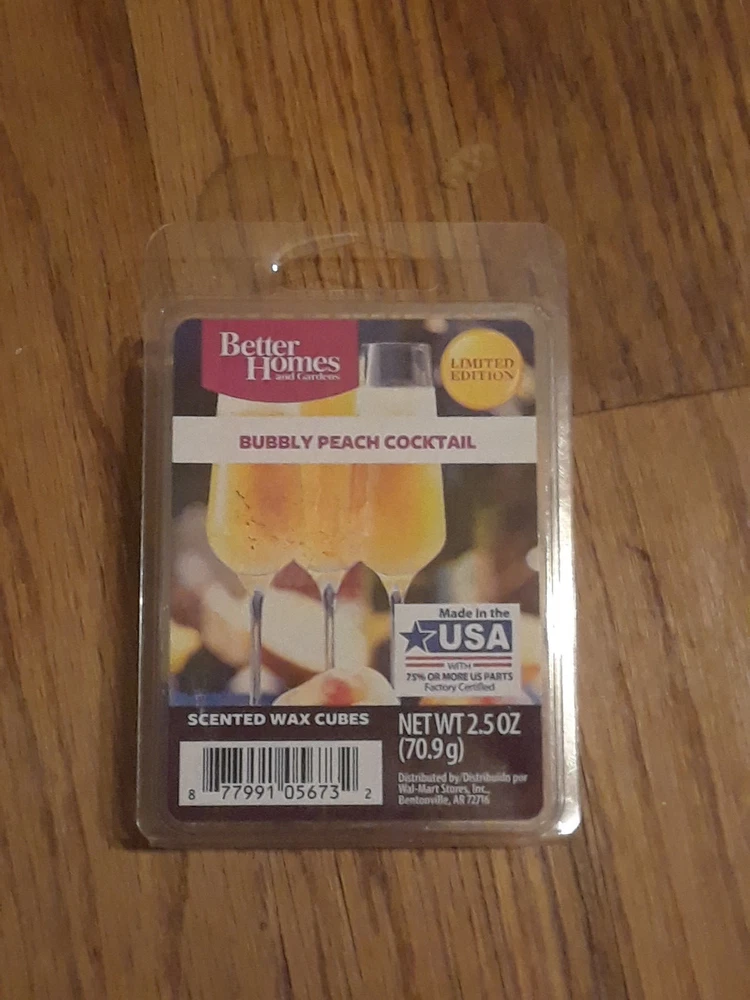 Better
Homes
and Gardens
LIMITED
EDITION
BUBBLY PEACH COCKTAIL
Made in the
USA
WITH
75% OR MORE US PARTS
Factory Certified
SCENTED WAX CUBES
NET WT 2.5 OZ
(70.9 g)
8 77991 05673 2
Distributed by/Distribuido por
Wal-Mart Stores, Inc.,
Bentonville, AR 72716